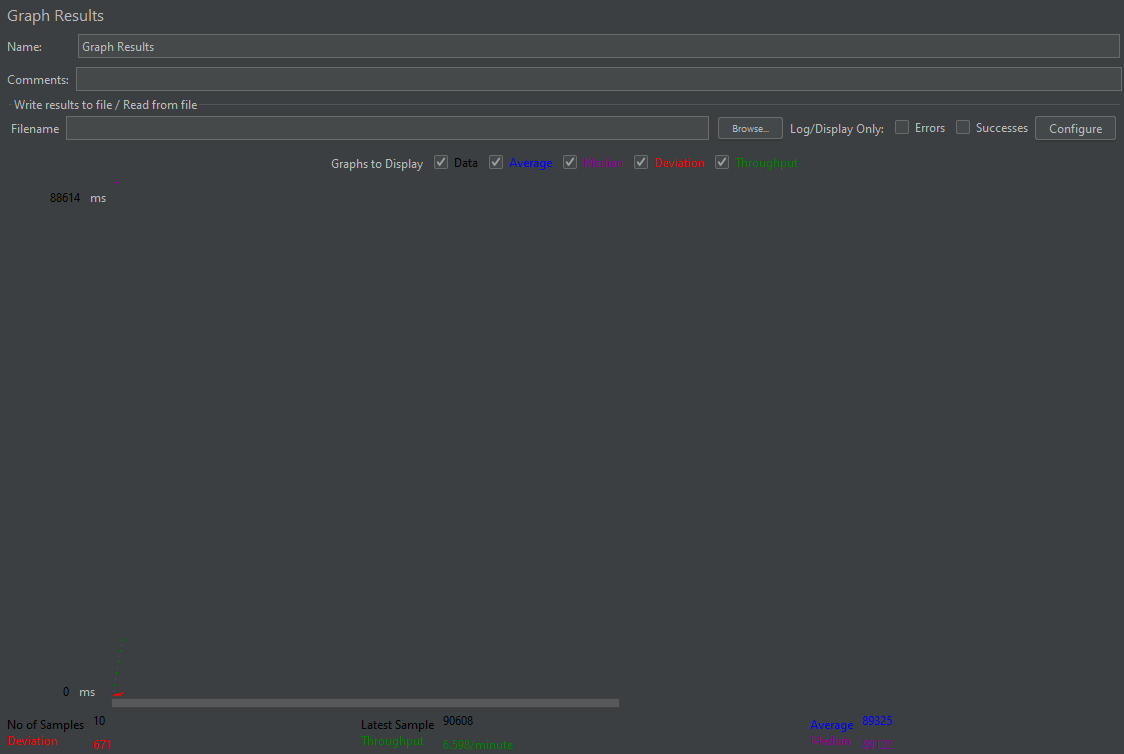 Graph Results
Name: Graph Results
Comments:
Write results to file / Read from file
Filename Browse... Log/Display Only: Errors Successes Configure
Graphs to Display Data Average Median Deviation Throughput
88614 ms
0 ms
No of Samples 10 Latest Sample 90608 Average 89325
Deviation 671 Throughput 6.598/minute Median 89123